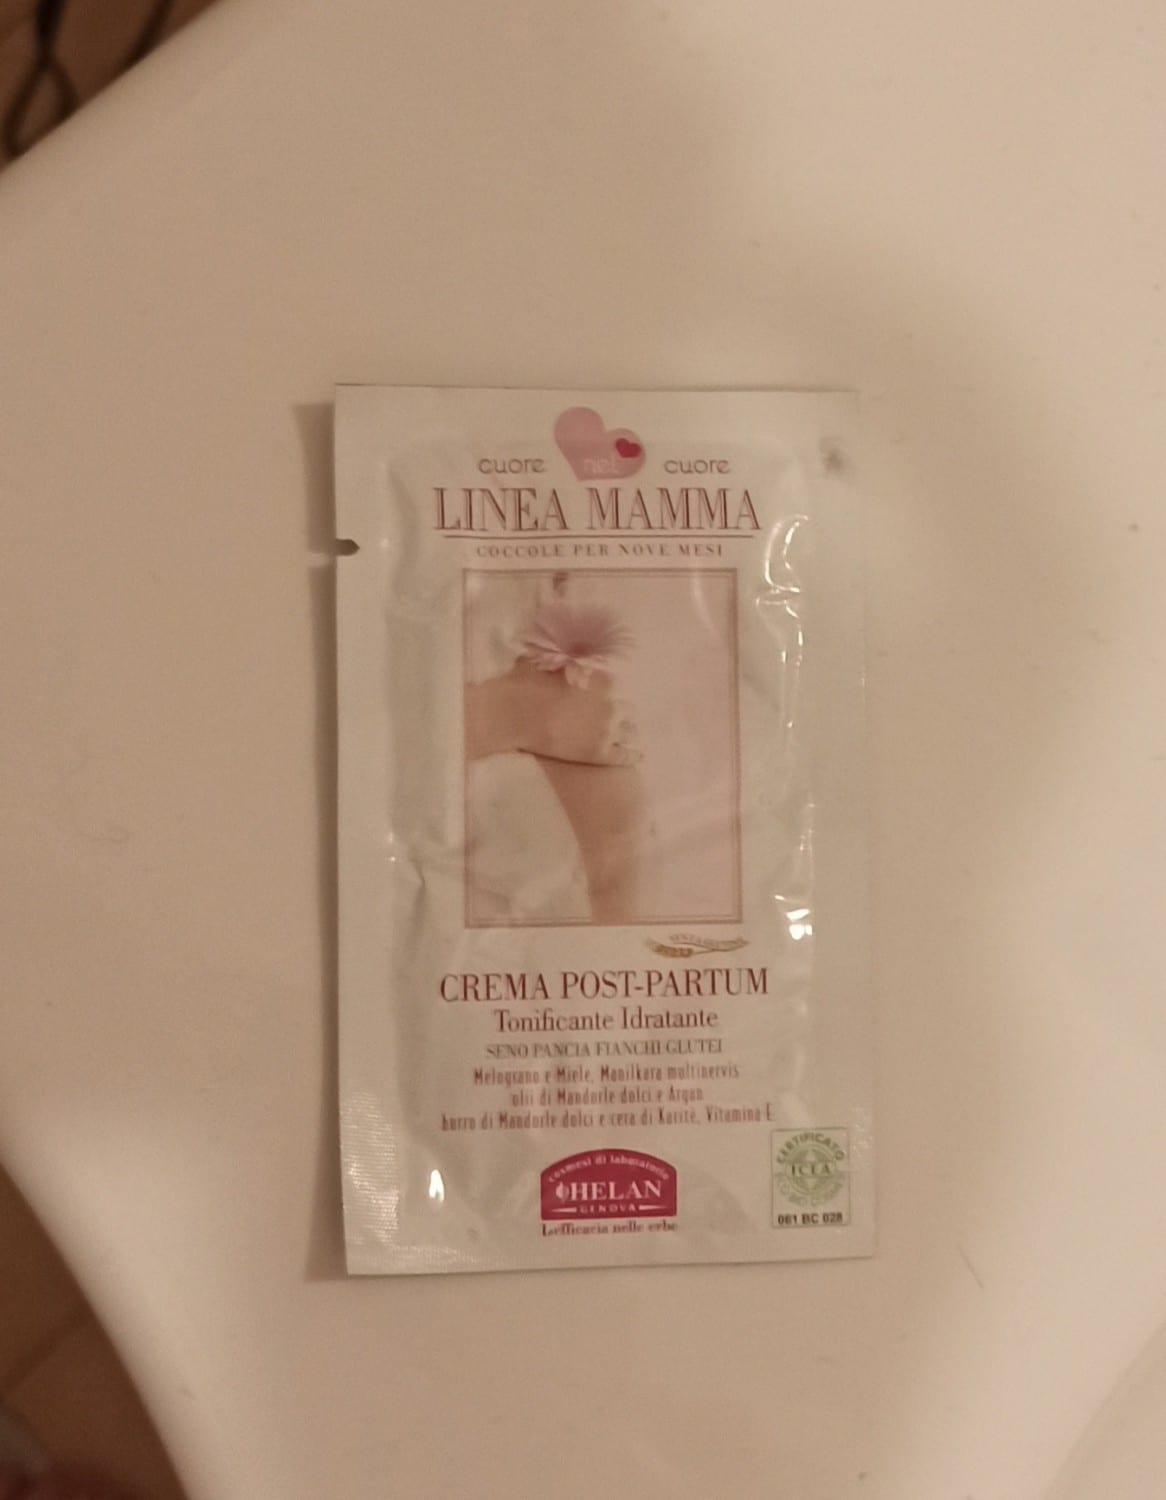 cuore nel cuore
LINEA MAMMA
COCCOLE PER NOVE MESI
CREMA POST-PARTUM
Tonificante Idratante
SENO PANCIA FIANCHI GLUTEI
Melograno e Miele, Manilkara multinervis
olii di Mandorle dolci e Argan
burro di Mandorle dolci e cera di Karitè, Vitamina E
cosmesi di laboratorio
HELAN
GENOVA
L'efficacia nelle erbe
CERTIFICATO
ICEA
061 BC 028